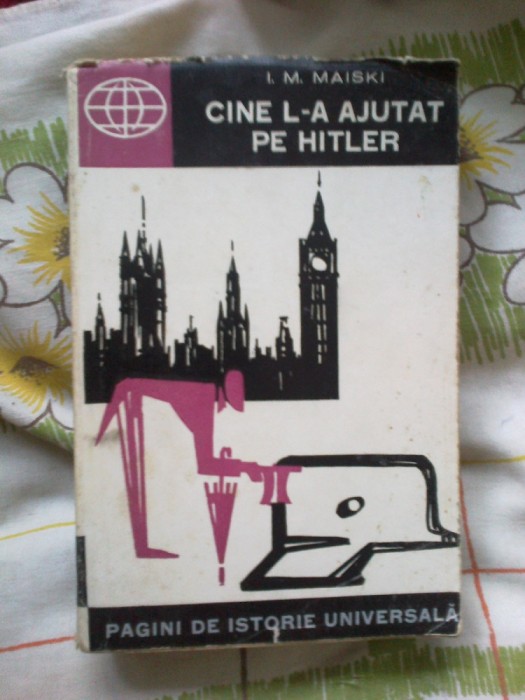 I. M. MAISKI
CINE L-A AJUTAT
PE HITLER
PAGINI DE ISTORIE UNIVERSALĂ